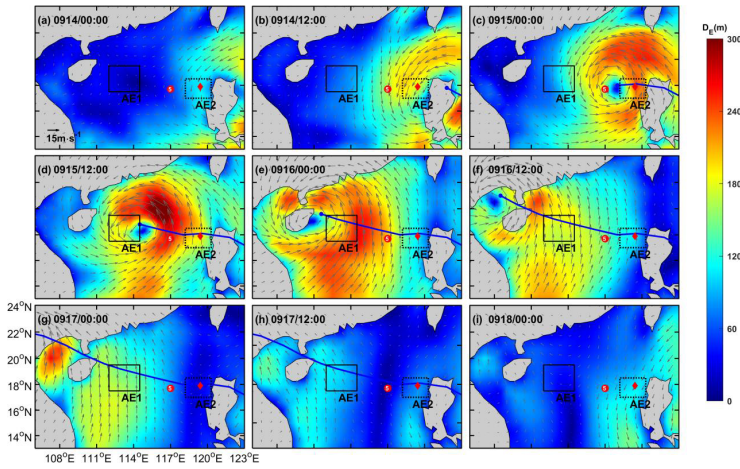 (a) 0914/00:00
(b) 0914/12:00
(c) 0915/00:00
D_E(m)
300
AE1
S
AE2
AE1
S
AE2
AE1
S
AE2
15m·s⁻¹
240
(d) 0915/12:00
(e) 0916/00:00
(f) 0916/12:00
180
AE1
S
AE2
AE1
S
AE2
AE1
S
AE2
120
24°N
(g) 0917/00:00
(h) 0917/12:00
(i) 0918/00:00
22°N
20°N
60
18°N
AE1
S
AE2
AE1
S
AE2
AE1
S
AE2
16°N
14°N
0
108°E 111°E 114°E 117°E 120°E 123°E